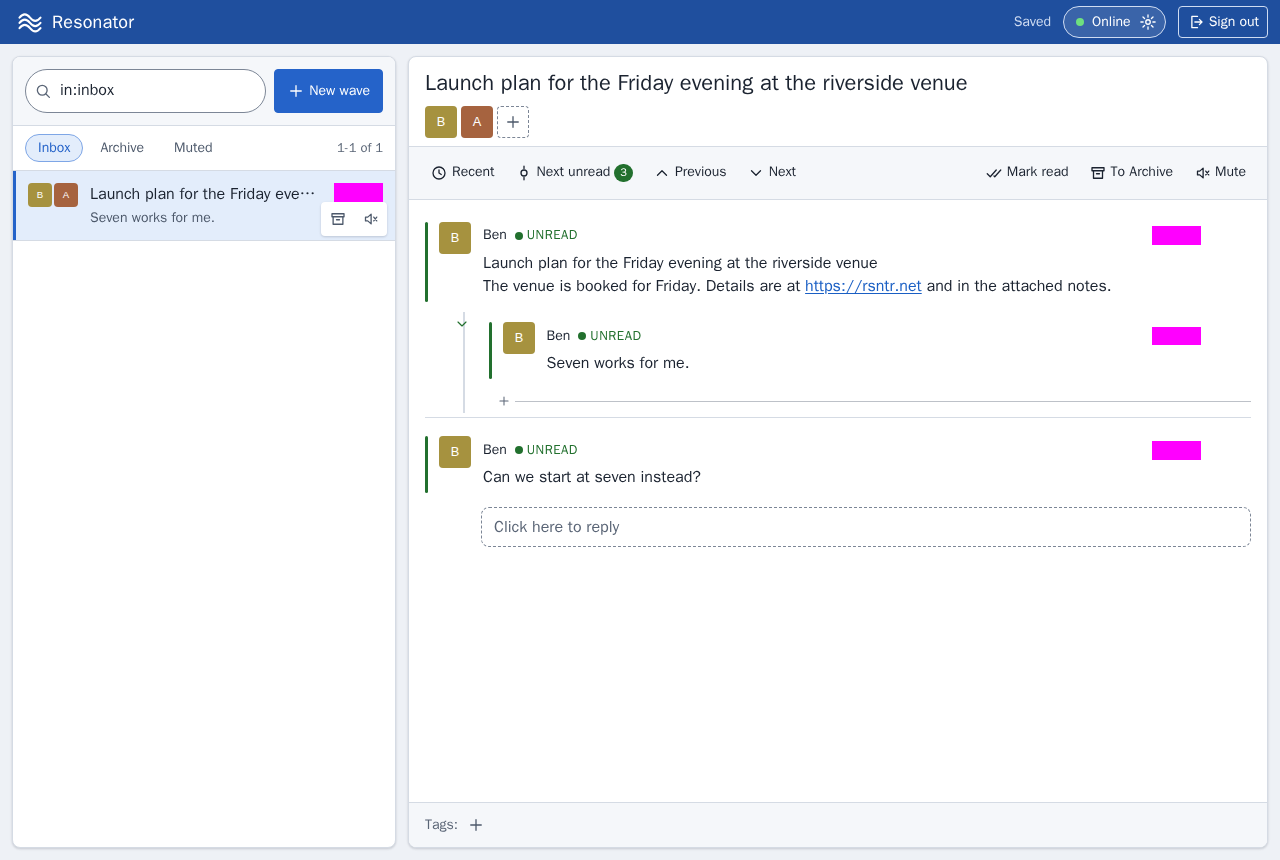 Resonator
Saved
Online
Sign out
in:inbox
New wave
Inbox
Archive
Muted
1-1 of 1
B
A
Launch plan for the Friday eve…
Seven works for me.
Launch plan for the Friday evening at the riverside venue
B
A
Recent
Next unread 3
Previous
Next
Mark read
To Archive
Mute
B
Ben
UNREAD
Launch plan for the Friday evening at the riverside venue
The venue is booked for Friday. Details are at https://rsntr.net and in the attached notes.
B
Ben
UNREAD
Seven works for me.
B
Ben
UNREAD
Can we start at seven instead?
Click here to reply
Tags: